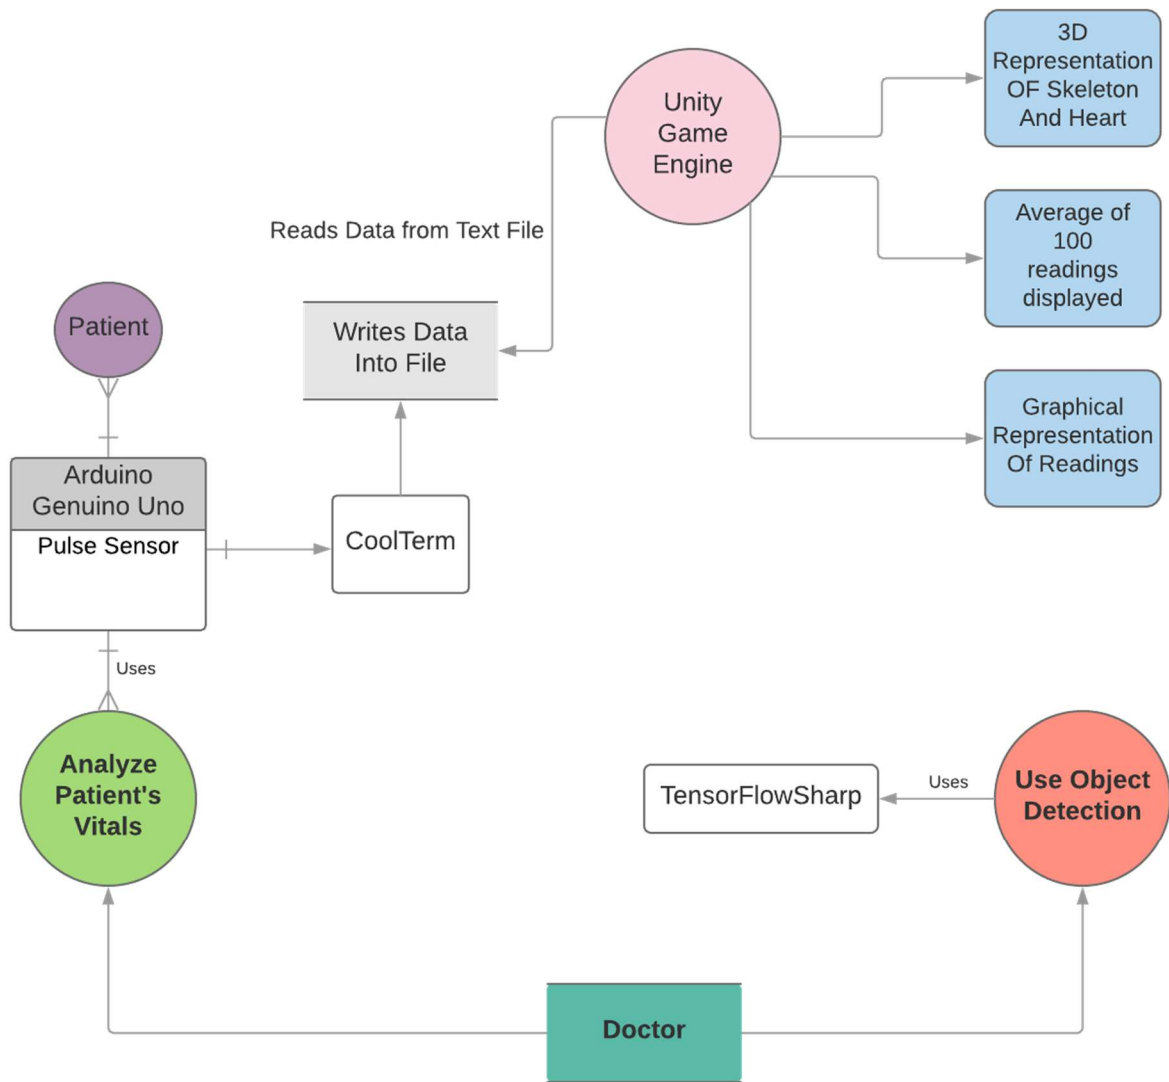 3D
Representation
OF Skeleton
And Heart
Unity
Game
Engine
Reads Data from Text File
Average of
100
readings
displayed
Patient
Writes Data
Into File
Graphical
Representation
Of Readings
Arduino
Genuino Uno
Pulse Sensor
CoolTerm
Uses
Analyze
Patient's
Vitals
TensorFlowSharp
Uses
Use Object
Detection
Doctor